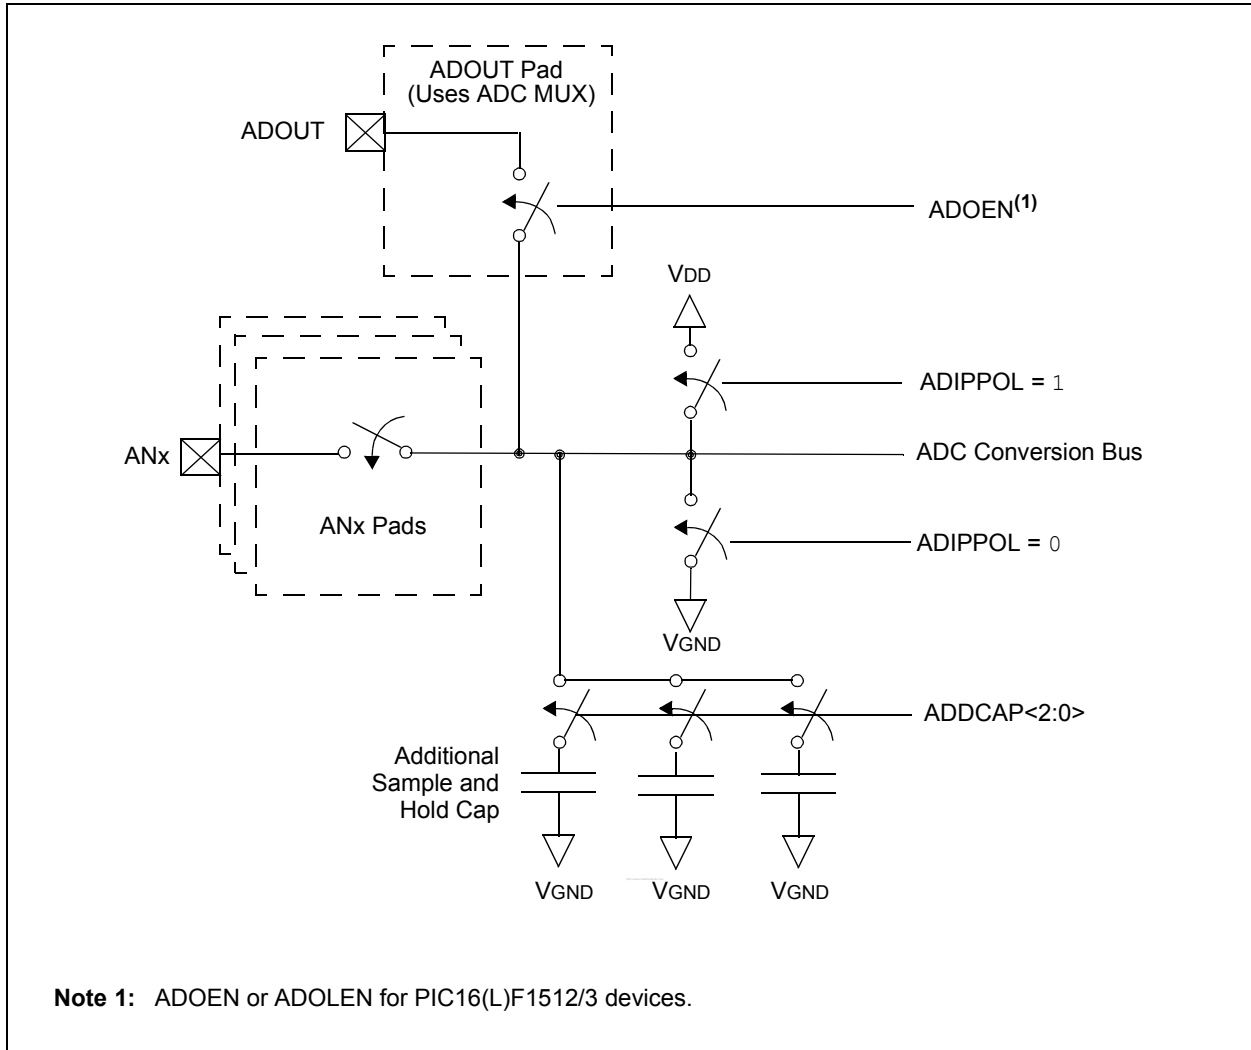 ADOUT Pad
(Uses ADC MUX)
ADOUT
ADOEN(1)
VDD
ADIPPOL = 1
ANx
ADC Conversion Bus
ANx Pads
ADIPPOL = 0
VGND
ADDCAP<2:0>
Additional
Sample and
Hold Cap
VGND
VGND
VGND
Note 1: ADOEN or ADOLEN for PIC16(L)F1512/3 devices.